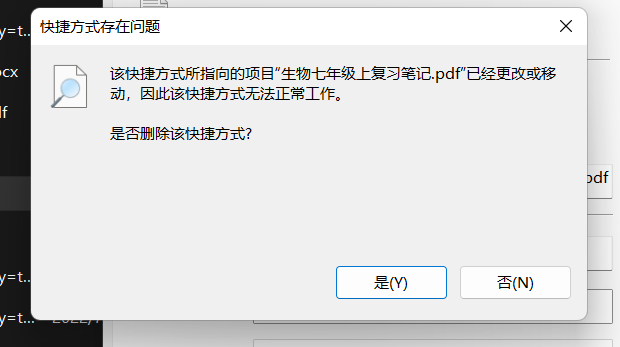 快捷方式存在问题
y=t...
ocx
该快捷方式所指向的项目“生物七年级上复习笔记.pdf”已经更改或移
动，因此该快捷方式无法正常工作。
是否删除该快捷方式?
pdf
y=t...
是(Y)
否(N)
y=t...